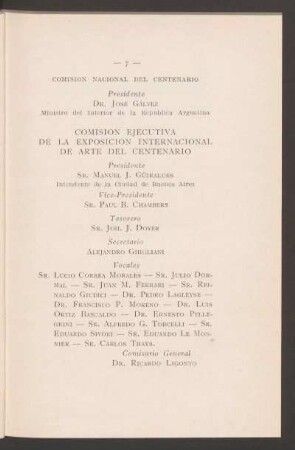 — 7 —
COMISION NACIONAL DEL CENTENARIO
Presidente
DR. JOSÉ GÁLVEZ
Ministro del Interior de la República Argentina
COMISION EJECUTIVA
DE LA EXPOSICION INTERNACIONAL
DE ARTE DEL CENTENARIO
Presidente
SR. MANUEL J. GÜIRALDES
Intendente de la Ciudad de Buenos Aires
Vice-Presidente
SR. PAUL B. CHAMBERS
Tesorero
SR. JOEL J. DOVER
Secretario
ALEJANDRO GHIGLIANI
Vocales
SR. LUCIO CORREA MORALES — SR. JULIO DOR-
MAL — SR. JUAN M. FERRARI — SR. REI-
NALDO GIUDICI — DR. PEDRO LAGLEYSE —
DR. FRANCISCO P. MORENO — DR. LUIS
ORTIZ BASUALDO — DR. ERNESTO PELLE-
GRINI — SR. ALFREDO G. TORCELLI — SR.
EDUARDO SIVORI — SR. EDUARDO LE MON-
NIER — SR. CARLOS THAYS.
Comisario General
DR. RICARDO LIGONTO